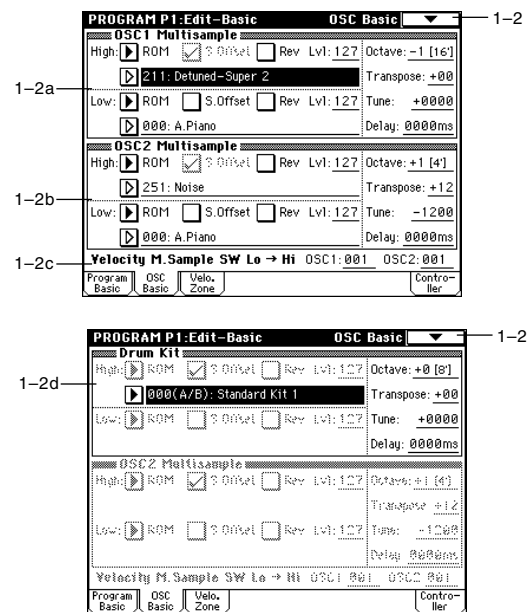 PROGRAM P1:Edit-Basic OSC Basic 1-2
OSC1 Multisample
High: ROM S.Offset Rev Lvl: 127 Octave: -1 [16']
211: Detuned-Super 2 Transpose: +00
1-2a
Low: ROM S.Offset Rev Lvl: 127 Tune: +0000
000: A.Piano Delay: 0000ms
OSC2 Multisample
High: ROM S.Offset Rev Lvl: 127 Octave: +1 [4']
251: Noise Transpose: +12
1-2b
Low: ROM S.Offset Rev Lvl: 127 Tune: -1200
000: A.Piano Delay: 0000ms
1-2c Velocity M.Sample SW Lo → Hi OSC1: 001 OSC2: 001
Program Basic OSC Basic Velo. Zone Contro- ller
PROGRAM P1:Edit-Basic OSC Basic 1-2
Drum Kit
High: ROM S.Offset Rev Lvl: 127 Octave: +0 [8']
1-2d 000(A/B): Standard Kit 1 Transpose: +00
Low: ROM S.Offset Rev Lvl: 127 Tune: +0000
Delay: 0000ms
OSC2 Multisample
High: ROM S.Offset Rev Lvl: 127 Octave: +1 [4']
Transpose: +12
Low: ROM S.Offset Rev Lvl: 127 Tune: -1200
Delay: 0000ms
Velocity M.Sample SW Lo → Hi OSC1: 001 OSC2: 001
Program Basic OSC Basic Velo. Zone Contro- ller